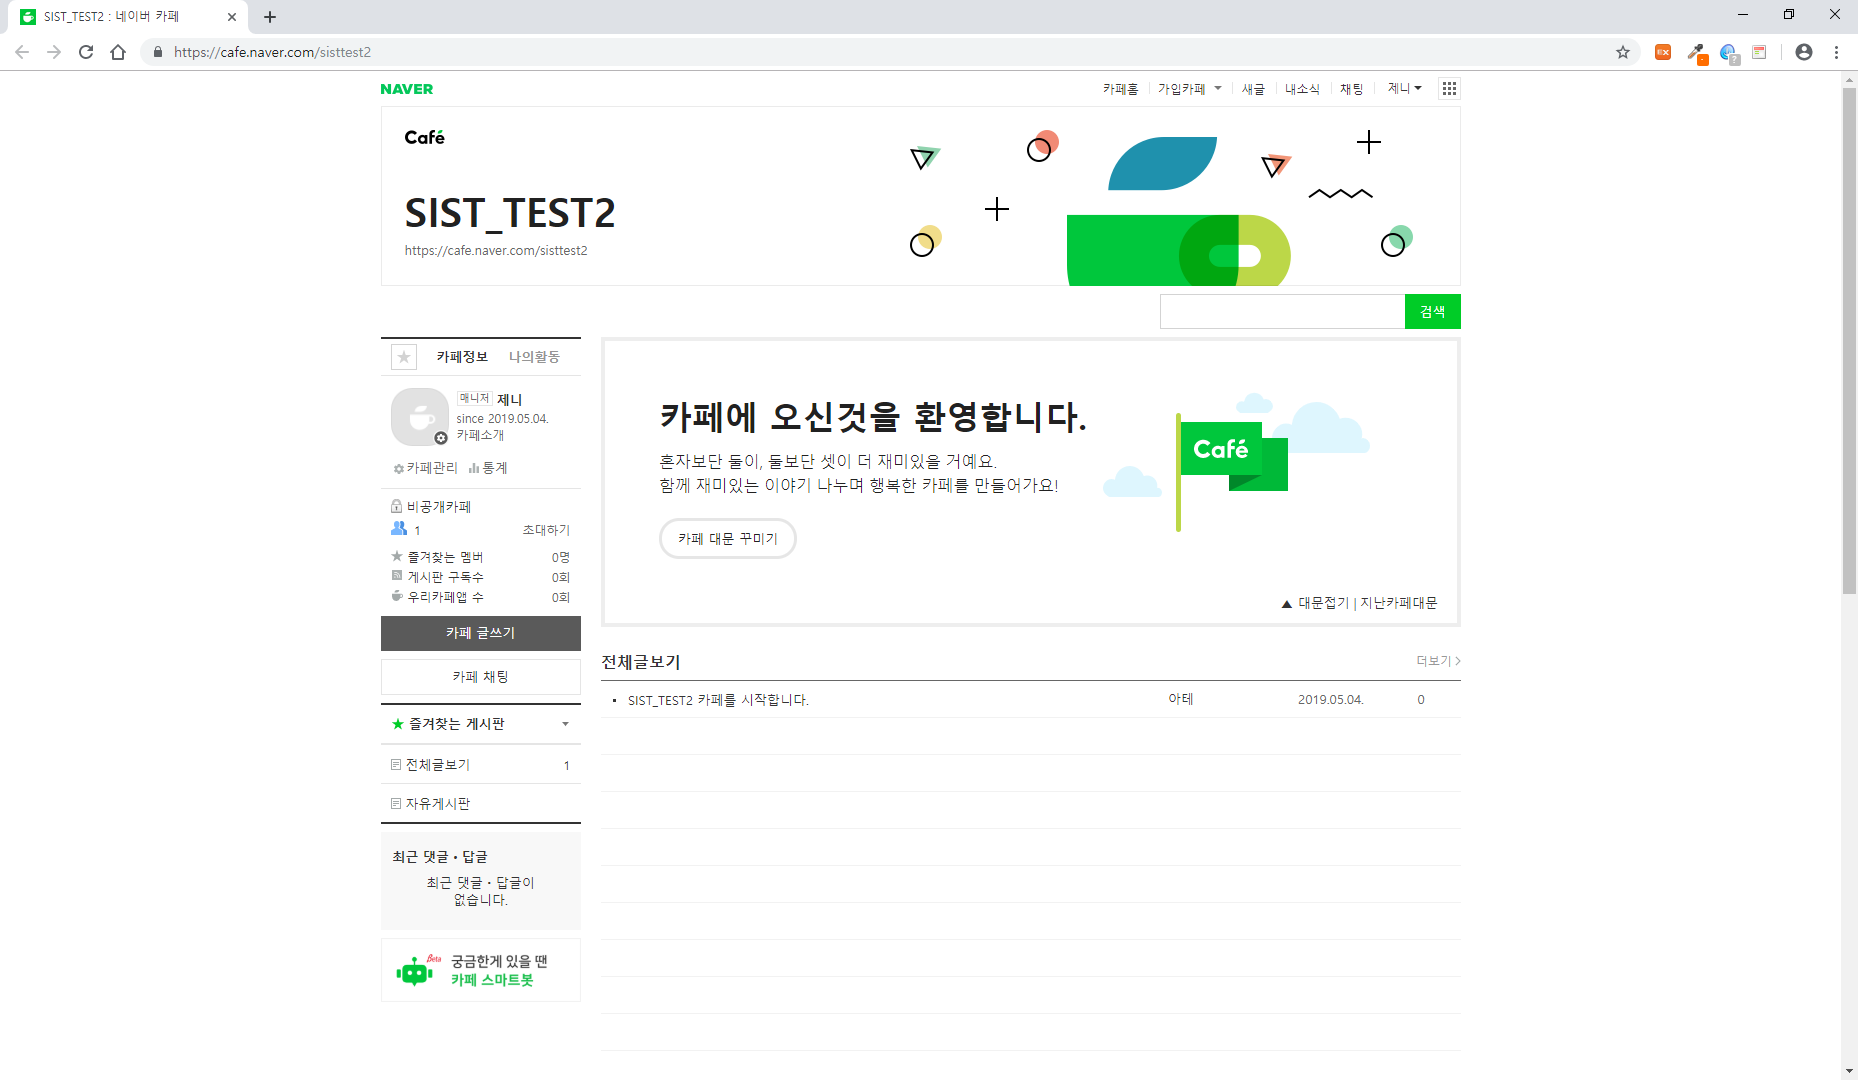 SIST_TEST2 : 네이버 카페
https://cafe.naver.com/sisttest2
NAVER
카페홈 가입카페 새글 내소식 채팅 제니
Café
SIST_TEST2
https://cafe.naver.com/sisttest2
검색
카페정보 나의활동
매니저 제니
since 2019.05.04.
카페소개
카페관리 통계
비공개카페
1 초대하기
즐겨찾는 멤버 0명
게시판 구독수 0회
우리카페앱 수 0회
카페 글쓰기
카페 채팅
즐겨찾는 게시판
전체글보기 1
자유게시판
최근 댓글 · 답글
최근 댓글 · 답글이
없습니다.
Beta
궁금한게 있을 땐
카페 스마트봇
카페에 오신것을 환영합니다.
혼자보단 둘이, 둘보단 셋이 더 재미있을 거예요.
함께 재미있는 이야기 나누며 행복한 카페를 만들어가요!
카페 대문 꾸미기
Café
▲ 대문접기 | 지난카페대문
전체글보기 더보기 >
SIST_TEST2 카페를 시작합니다. 아테 2019.05.04. 0